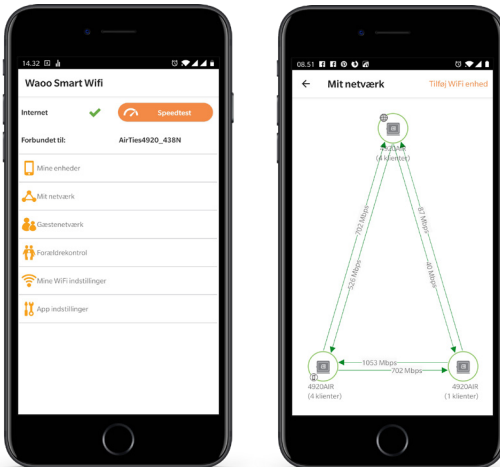 14.32
Waoo Smart Wifi
Internet
Speedtest
Forbundet til:
AirTies4920_438N
Mine enheder
Mit netværk
Gæstenetværk
Forældrekontrol
Mine WiFi indstillinger
App indstillinger
08.51
Mit netværk
Tilføj WiFi enhed
4920AIR
(4 klienter)
702 Mbps
526 Mbps
87 Mbps
40 Mbps
1053 Mbps
702 Mbps
4920AIR
(4 klienter)
4920AIR
(1 klienter)